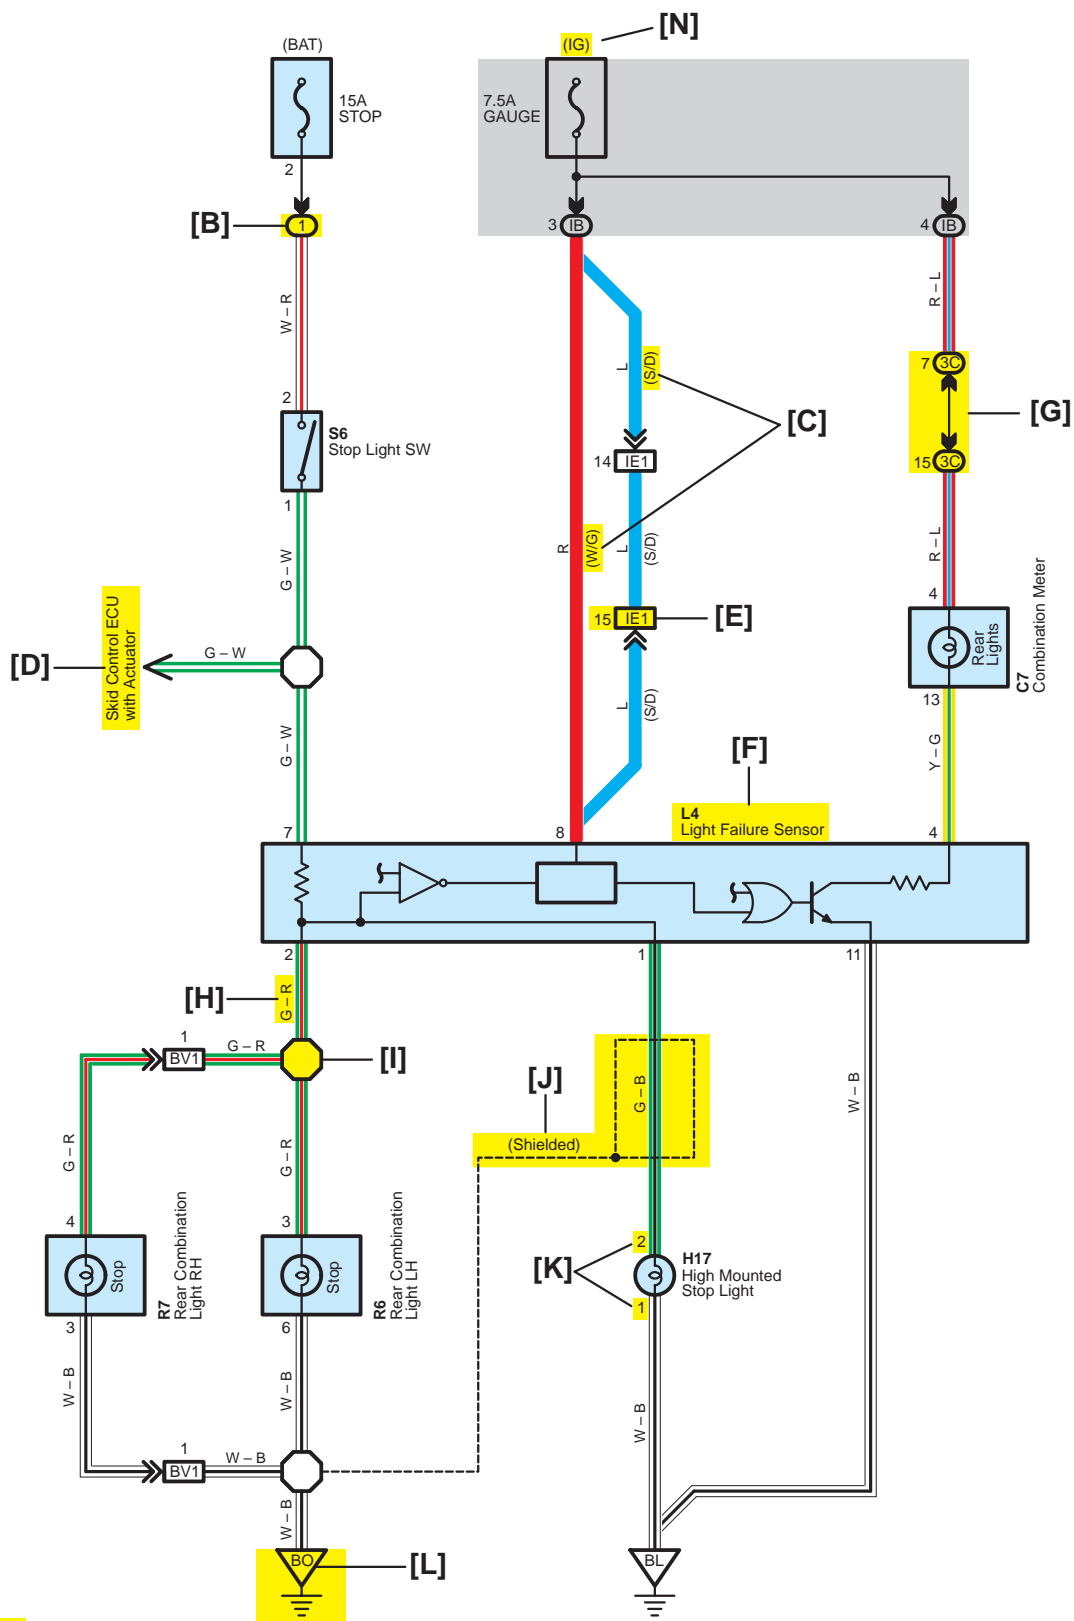 [N]
(BAT)
(IG)
15A
STOP
7.5A
GAUGE
2
[B]
1
3 IB
4 IB
W – R
R – L
L
(S/D)
7 3C
[C]
[G]
2
S6
Stop Light SW
14 IE1
15 3C
1
R
(W/G)
L
(S/D)
R – L
G – W
4
Rear
Lights
C7
Combination Meter
15 IE1
[E]
[D]
Skid Control ECU
with Actuator
G – W
13
L
(S/D)
G – W
Y – G
[F]
L4
Light Failure Sensor
7
8
4
2
1
11
[H]
G – R
1
BV1
G – R
[I]
[J]
G – B
W – B
(Shielded)
G – R
G – R
4
Stop
R7
Rear Combination
Light RH
3
3
Stop
R6
Rear Combination
Light LH
6
2
[K]
H17
High Mounted
Stop Light
1
W – B
W – B
W – B
1
BV1
W – B
W – B
BO
[L]
BL